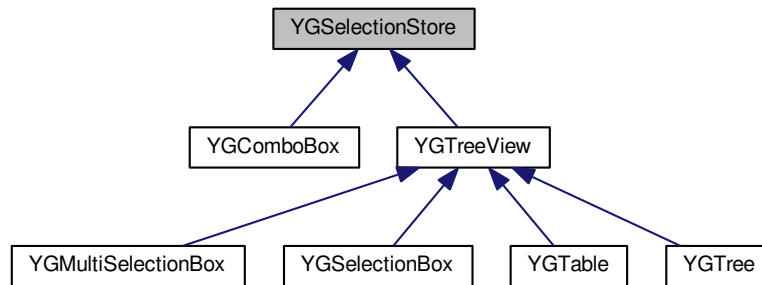 YGSelectionStore
YGComboBox
YGTreeView
YGMultiSelectionBox
YGSelectionBox
YGTable
YGTree